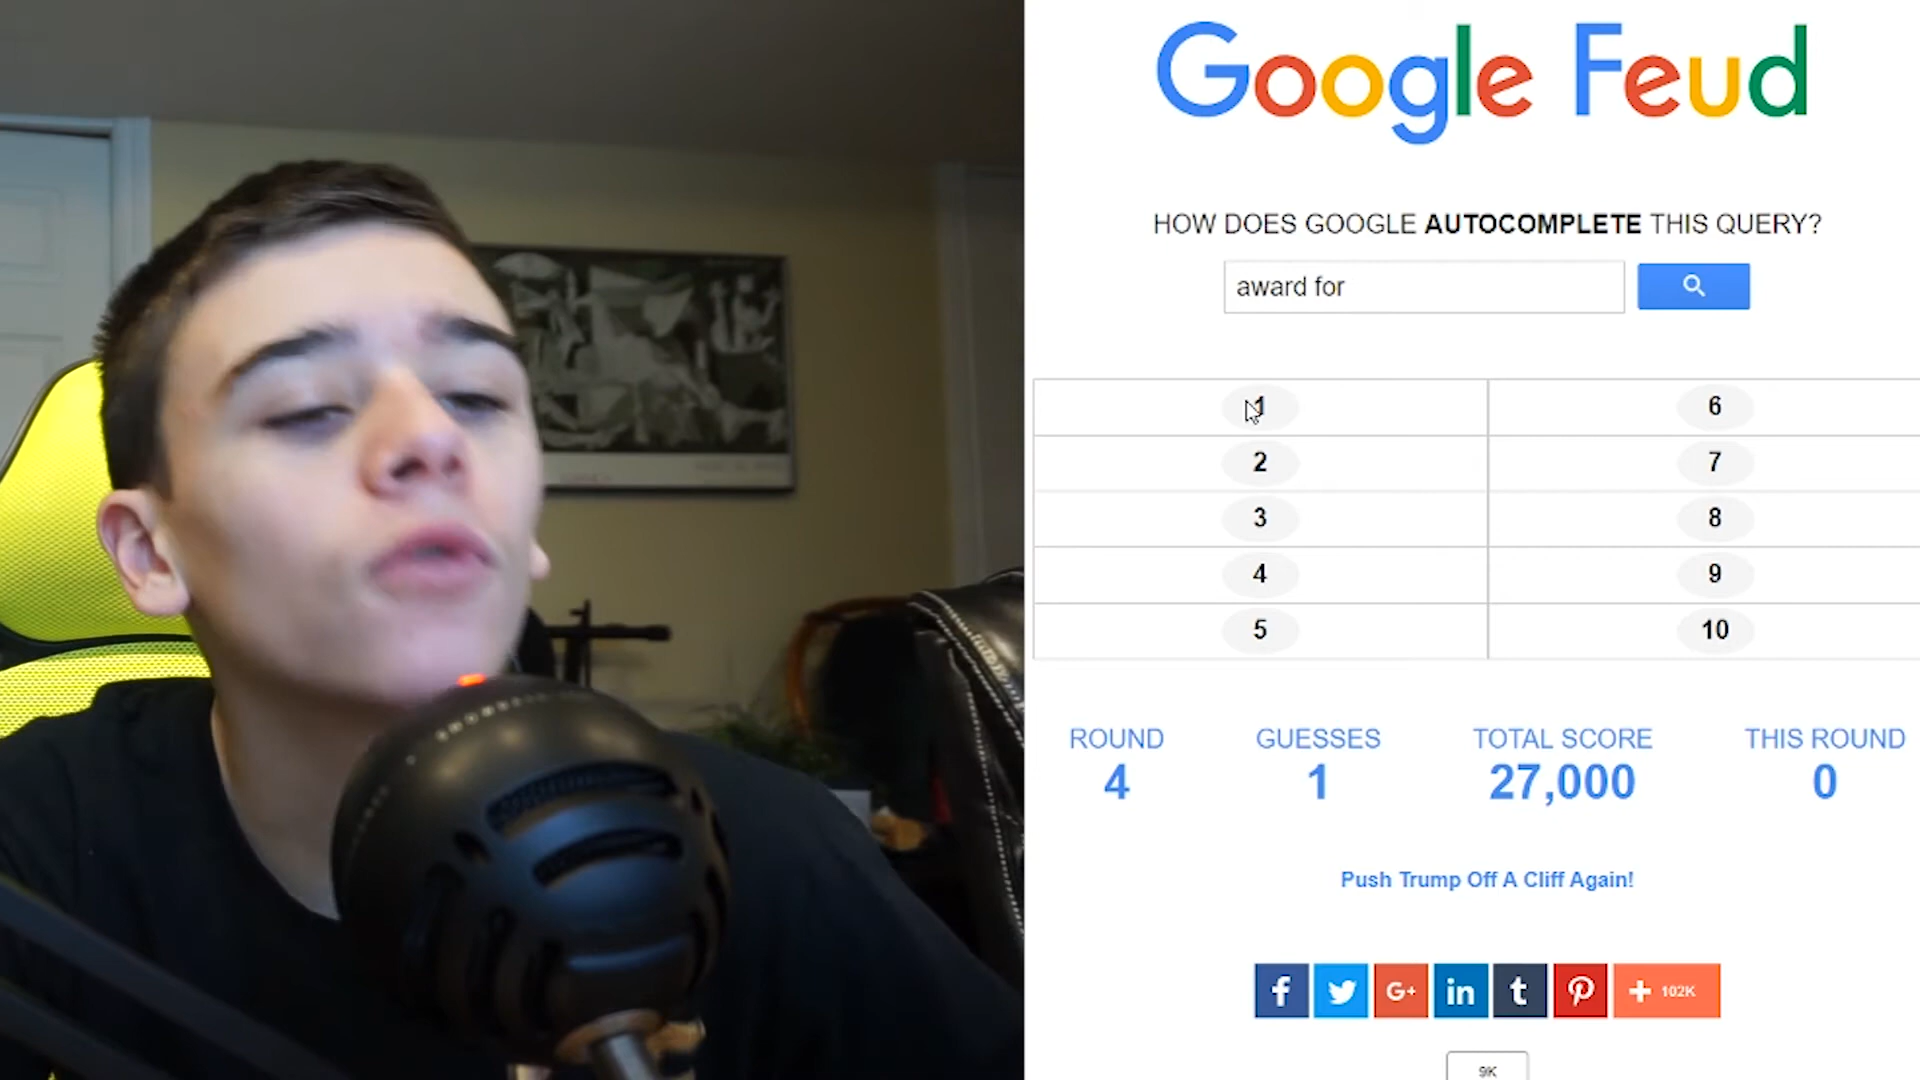 Google Feud
HOW DOES GOOGLE AUTOCOMPLETE THIS QUERY?
award for
1
6
2
7
3
8
4
9
5
10
ROUND
GUESSES
TOTAL SCORE
THIS ROUND
4
1
27,000
0
Push Trump Off A Cliff Again!
f
G+
in
t
+ 102K
9K